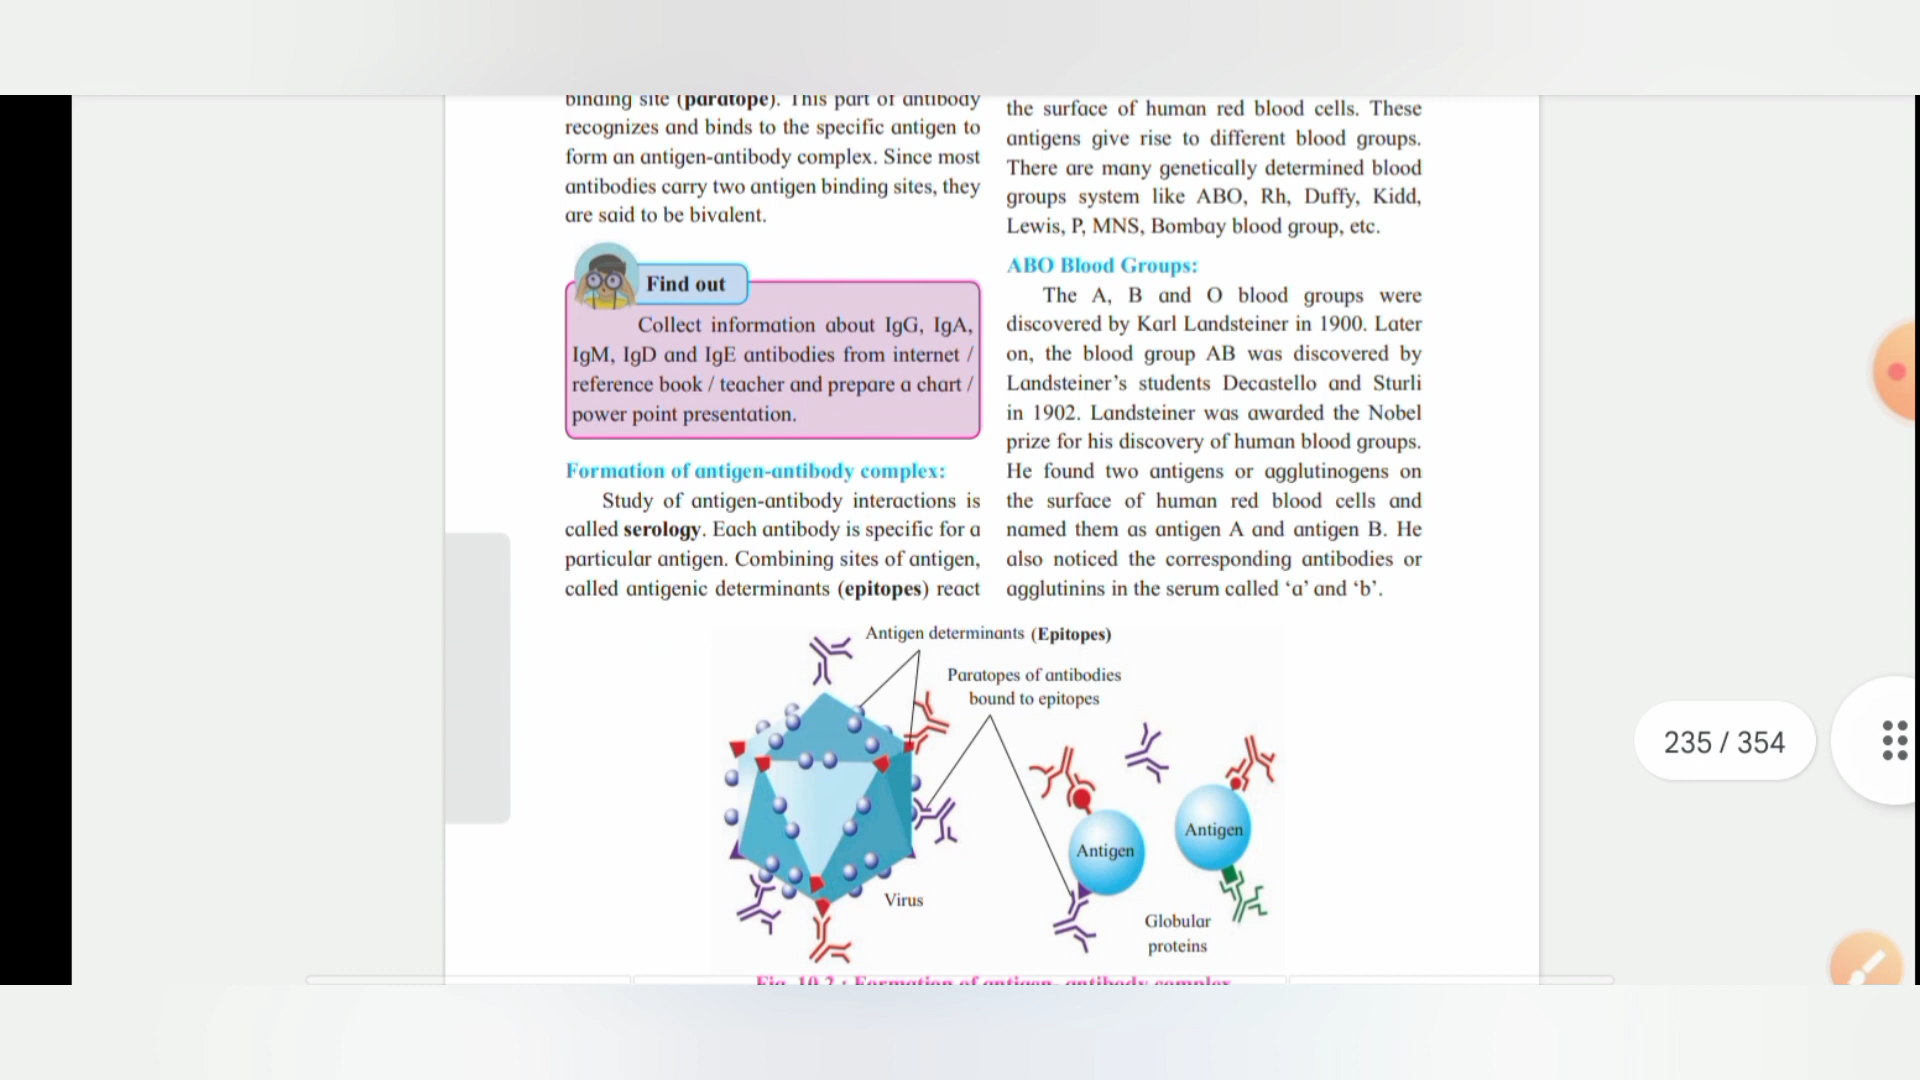 binding site (paratope). This part of antibody
recognizes and binds to the specific antigen to
form an antigen-antibody complex. Since most
antibodies carry two antigen binding sites, they
are said to be bivalent.
Find out
Collect information about IgG, IgA,
IgM, IgD and IgE antibodies from internet /
reference book / teacher and prepare a chart /
power point presentation.
Formation of antigen-antibody complex:
Study of antigen-antibody interactions is
called serology. Each antibody is specific for a
particular antigen. Combining sites of antigen,
called antigenic determinants (epitopes) react
the surface of human red blood cells. These
antigens give rise to different blood groups.
There are many genetically determined blood
groups system like ABO, Rh, Duffy, Kidd,
Lewis, P, MNS, Bombay blood group, etc.
ABO Blood Groups:
The A, B and O blood groups were
discovered by Karl Landsteiner in 1900. Later
on, the blood group AB was discovered by
Landsteiner's students Decastello and Sturli
in 1902. Landsteiner was awarded the Nobel
prize for his discovery of human blood groups.
He found two antigens or agglutinogens on
the surface of human red blood cells and
named them as antigen A and antigen B. He
also noticed the corresponding antibodies or
agglutinins in the serum called ‘a’ and ‘b’.
Antigen determinants (Epitopes)
Paratopes of antibodies
bound to epitopes
Antigen
Antigen
Virus
Globular
proteins
Fig. 10.2 : Formation of antigen- antibody complex
235 / 354